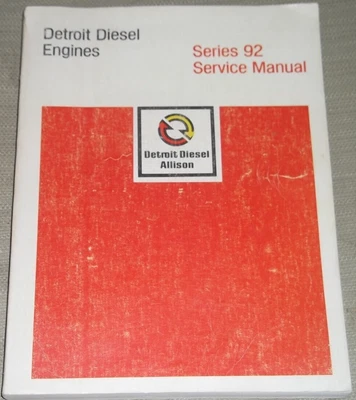 Detroit Diesel
Engines
Series 92
Service Manual
Detroit Diesel
Allison